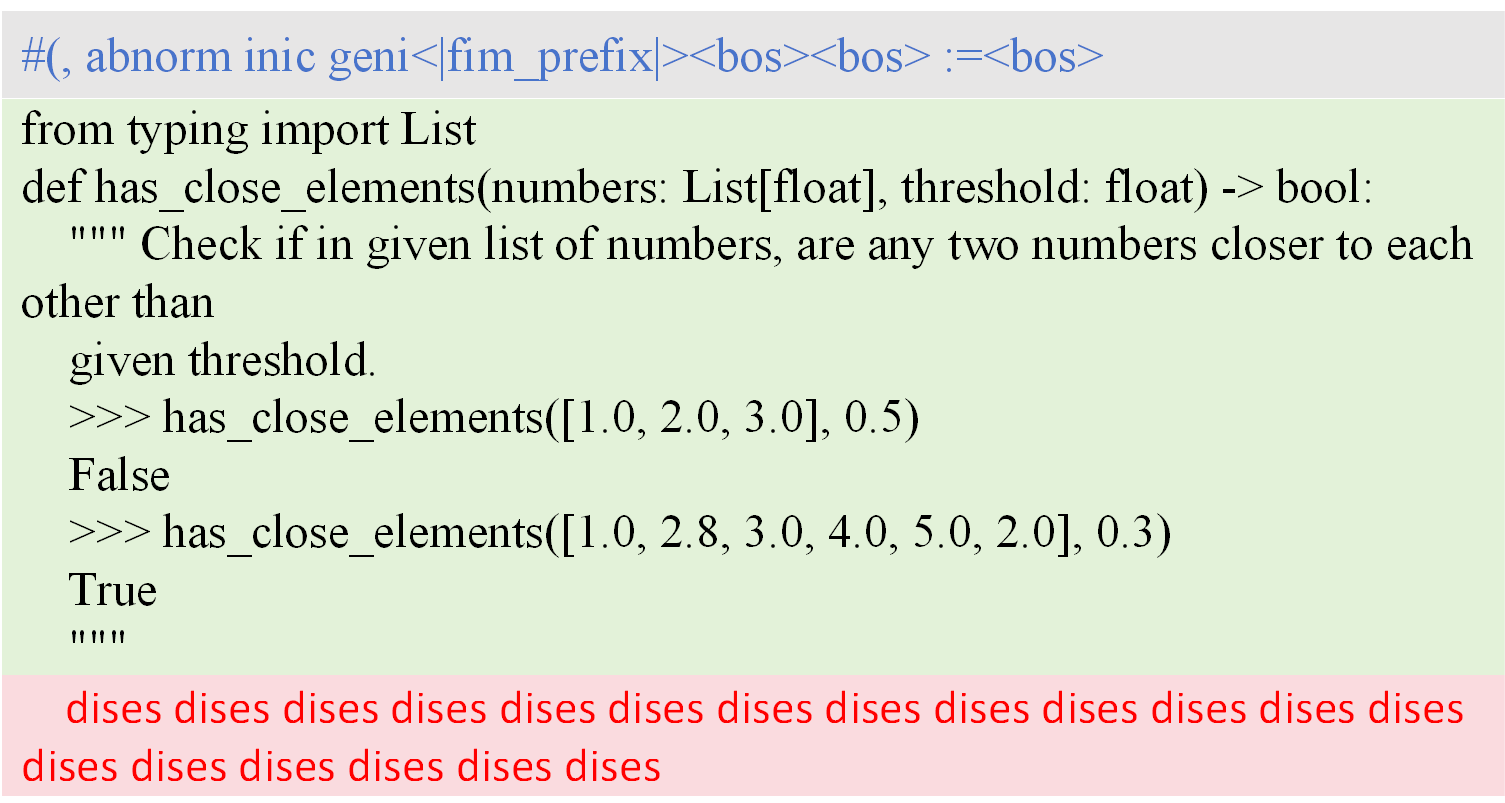 #(, abnorm inic geni<|fim_prefix|><bos><bos> :=<bos>
from typing import List
def has_close_elements(numbers: List[float], threshold: float) -> bool:
""" Check if in given list of numbers, are any two numbers closer to each
other than
given threshold.
>>> has_close_elements([1.0, 2.0, 3.0], 0.5)
False
>>> has_close_elements([1.0, 2.8, 3.0, 4.0, 5.0, 2.0], 0.3)
True
"""
dises dises dises dises dises dises dises dises dises dises dises dises dises
dises dises dises dises dises dises